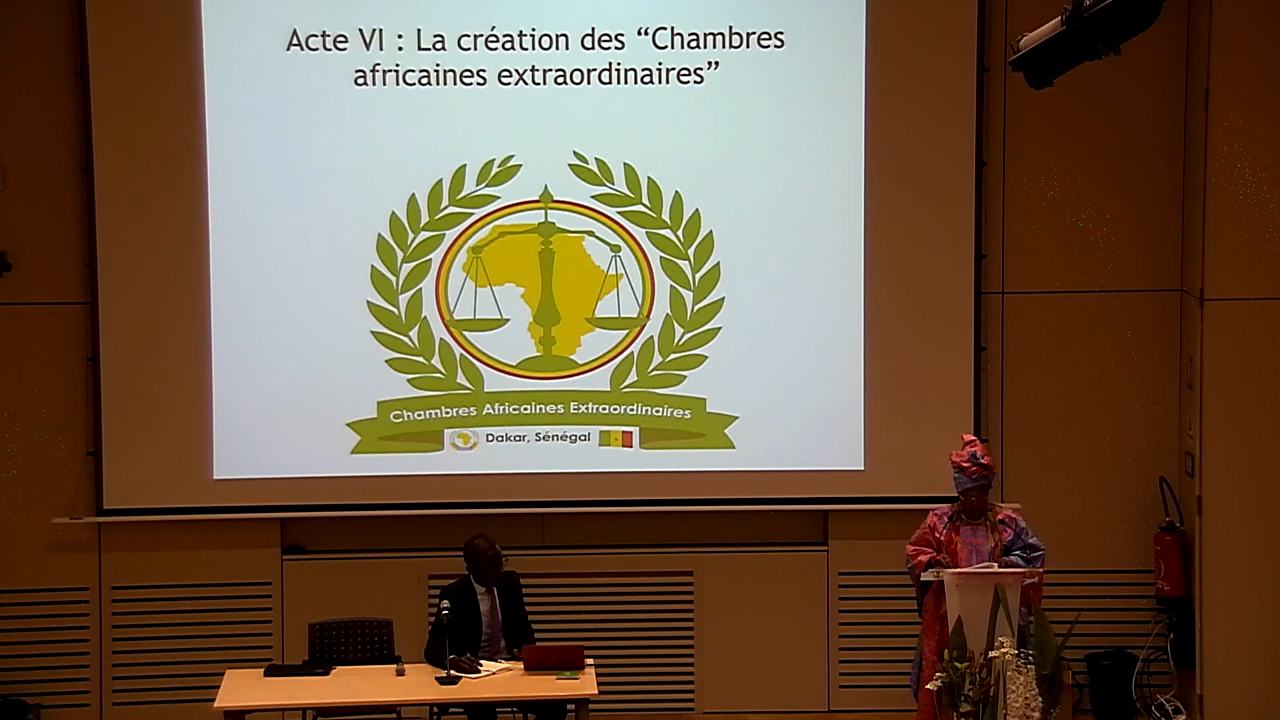 Acte VI : La création des “Chambres
africaines extraordinaires”
Chambres Africaines Extraordinaires
Dakar, Sénégal